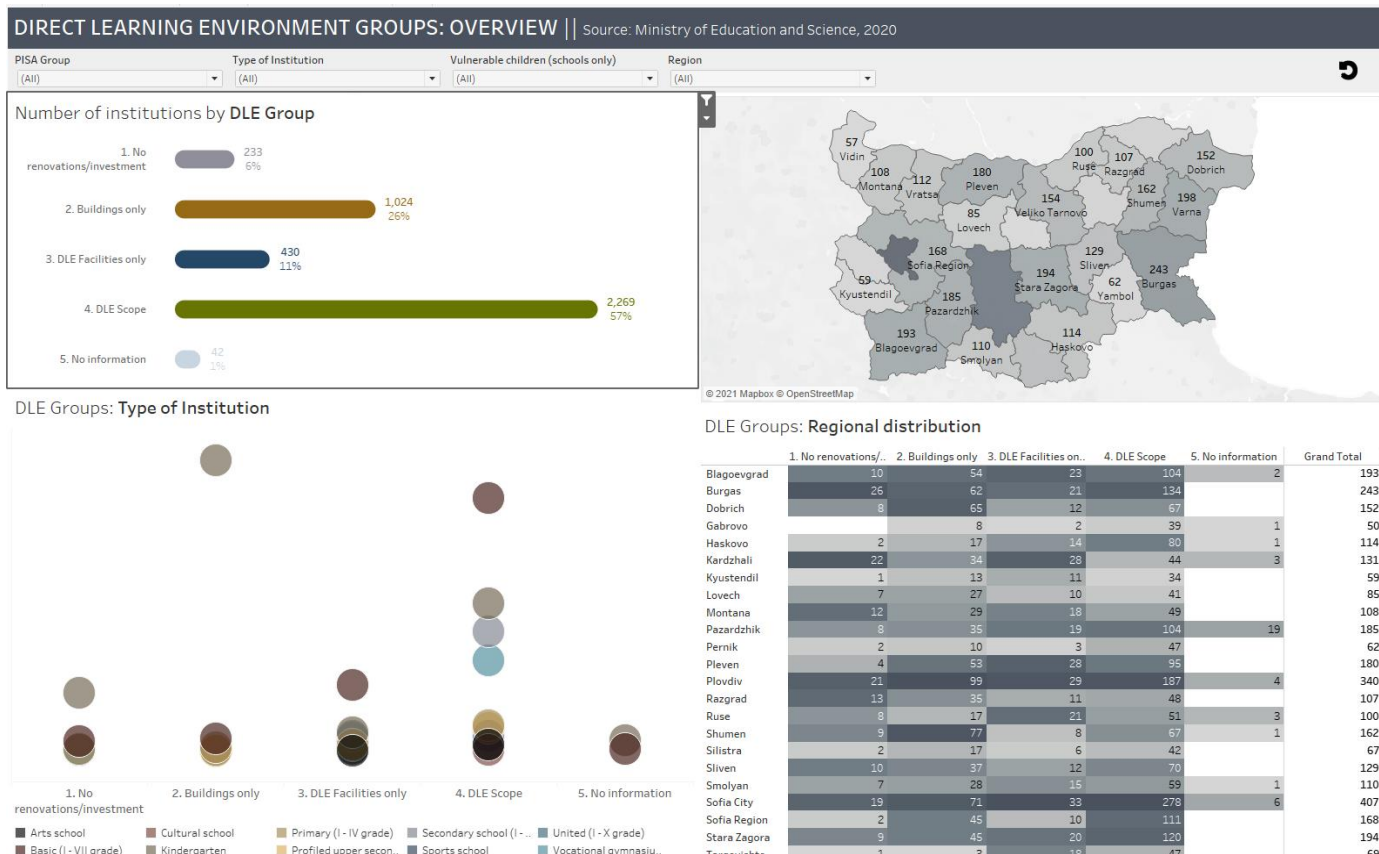 DIRECT LEARNING ENVIRONMENT GROUPS: OVERVIEW || Source: Ministry of Education and Science, 2020
PISA Group Type of Institution Vulnerable children (schools only) Region
(All) (All) (All) (All)
Number of institutions by DLE Group
1. No
renovations/investment
233
6%
2. Buildings only
1,024
26%
3. DLE Facilities only
430
11%
4. DLE Scope
2,269
57%
5. No information
42
1%
57
Vidin
108
Montana
112
Vratsa
180
Pleven
100
Ruse
107
Razgrad
152
Dobrich
85
Lovech
154
Veliko Tarnovo
162
Shumen
198
Varna
168
Sofia Region
129
Sliven
243
Burgas
59
Kyustendil
185
Pazardzhik
194
Stara Zagora
62
Yambol
193
Blagoevgrad
110
Smolyan
114
Haskovo
© 2021 Mapbox © OpenStreetMap
DLE Groups: Type of Institution
1. No
renovations/investment
2. Buildings only
3. DLE Facilities only
4. DLE Scope
5. No information
Arts school Cultural school Primary (I - IV grade) Secondary school (I - .. United (I - X grade)
Basic (I - VII grade) Kindergarten Profiled upper secon.. Sports school Vocational gymnasiu..
DLE Groups: Regional distribution
1. No renovations/.. 2. Buildings only 3. DLE Facilities on.. 4. DLE Scope 5. No information Grand Total
Blagoevgrad 10 54 23 104 2 193
Burgas 26 62 21 134 243
Dobrich 8 65 12 67 152
Gabrovo 8 2 39 1 50
Haskovo 2 17 14 80 1 114
Kardzhali 22 34 28 44 3 131
Kyustendil 1 13 11 34 59
Lovech 7 27 10 41 85
Montana 12 29 18 49 108
Pazardzhik 8 35 19 104 19 185
Pernik 2 10 3 47 62
Pleven 4 53 28 95 180
Plovdiv 21 99 29 187 4 340
Razgrad 13 35 11 48 107
Ruse 8 17 21 51 3 100
Shumen 9 77 8 67 1 162
Silistra 2 17 6 42 67
Sliven 10 37 12 70 129
Smolyan 7 28 15 59 1 110
Sofia City 19 71 33 278 6 407
Sofia Region 2 45 10 111 168
Stara Zagora 9 45 20 120 194
Targovishte 1 3 18 47 69